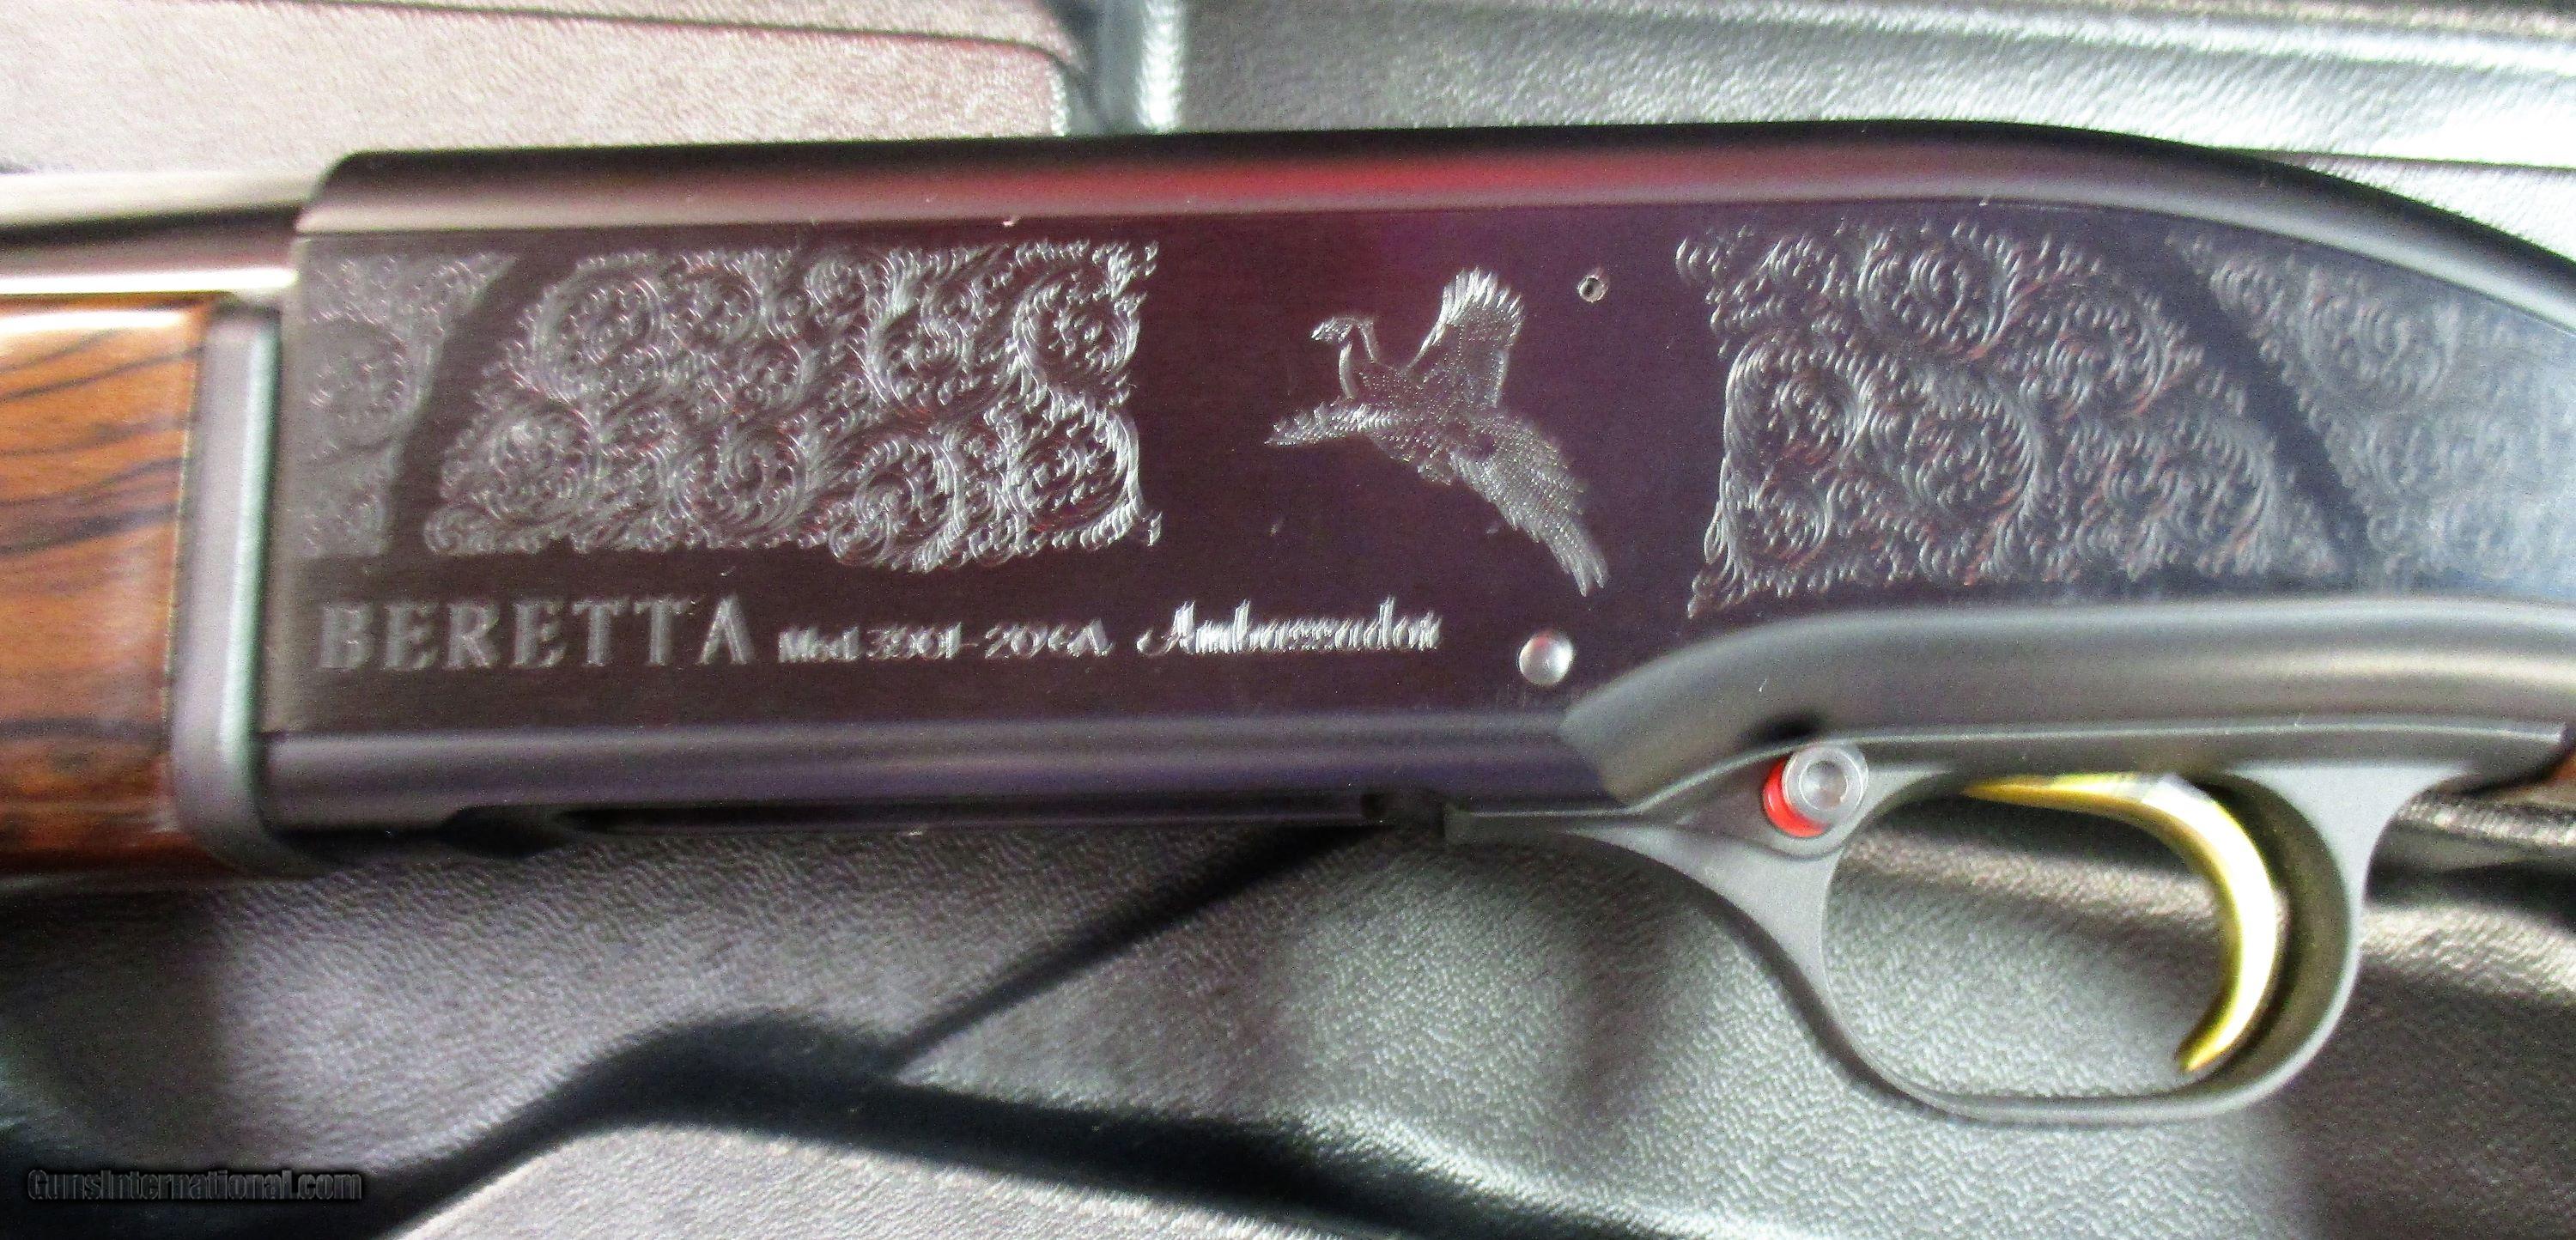 BERETTA Mod. 3901-20GA Ambassador
GunsInternational.com